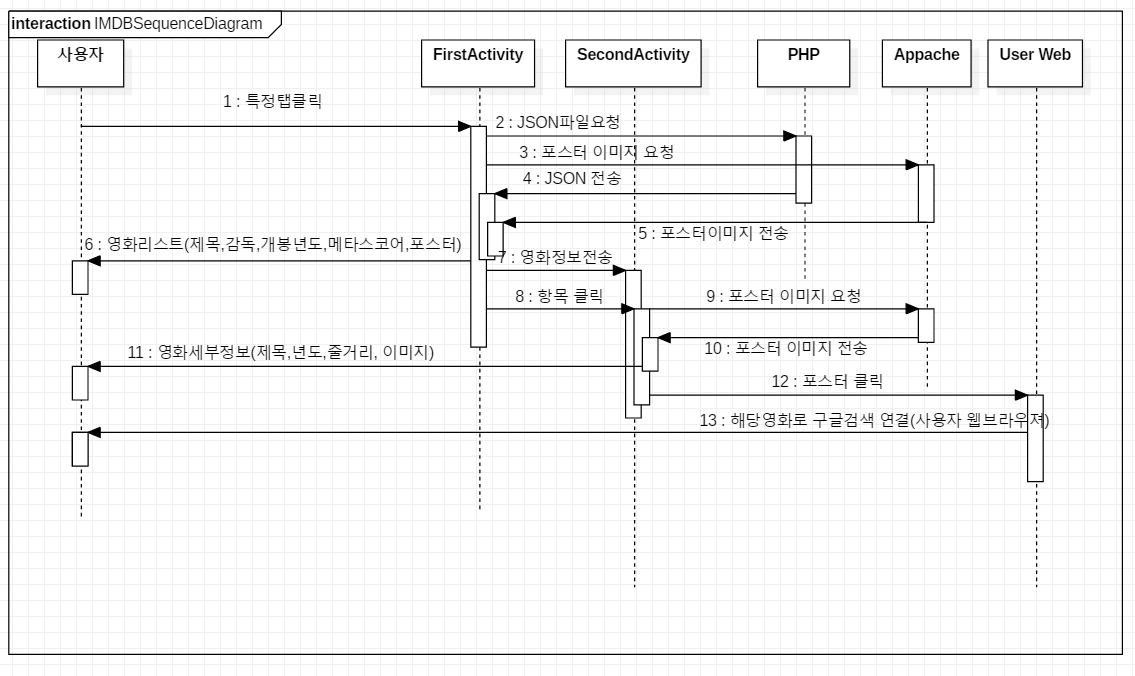 interaction IMDBSequenceDiagram
사용자
FirstActivity
SecondActivity
PHP
Appache
User Web
1 : 특정탭클릭
2 : JSON파일요청
3 : 포스터 이미지 요청
4 : JSON 전송
5 : 포스터이미지 전송
6 : 영화리스트(제목,감독,개봉년도,메타스코어,포스터)
7 : 영화정보전송
8 : 항목 클릭
9 : 포스터 이미지 요청
10 : 포스터 이미지 전송
11 : 영화세부정보(제목,년도,줄거리, 이미지)
12 : 포스터 클릭
13 : 해당영화로 구글검색 연결(사용자 웹브라우져)